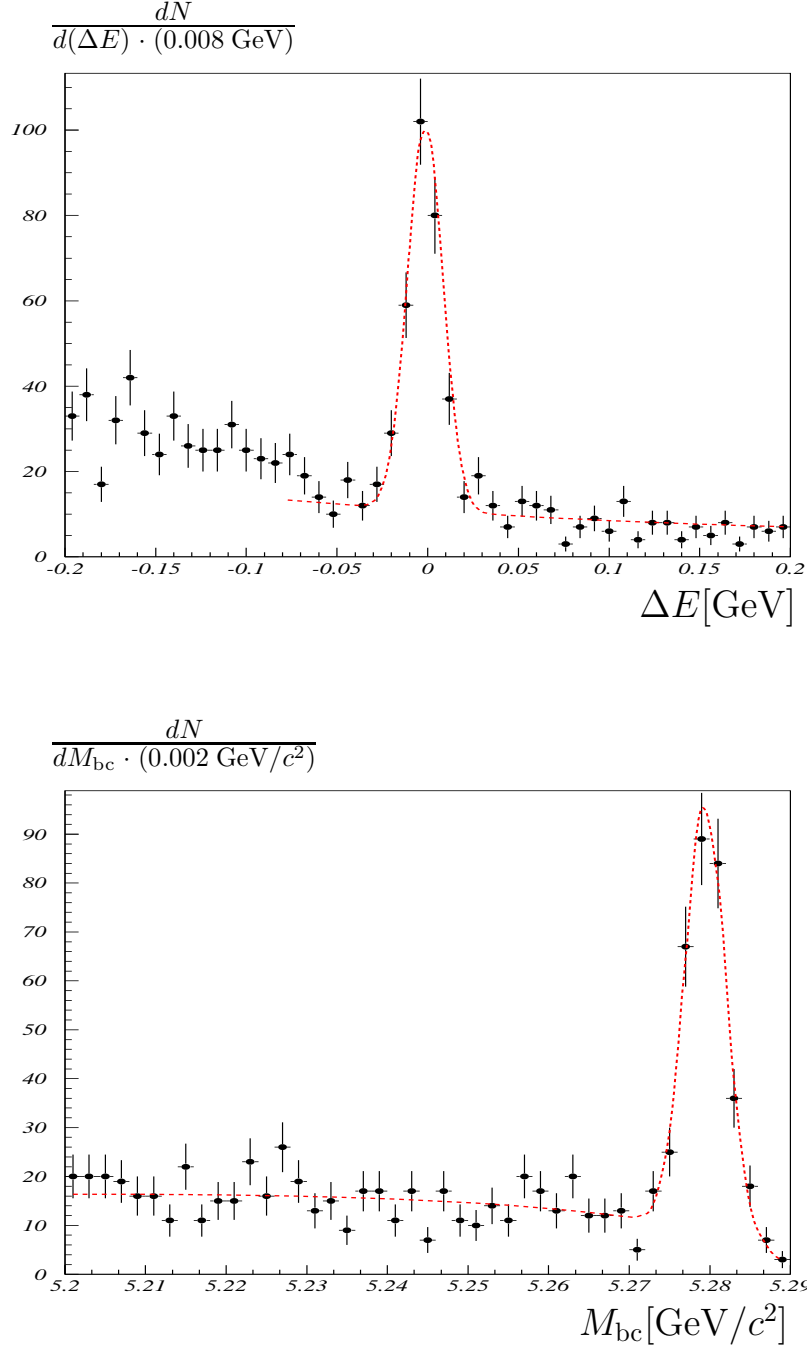 dN
d(ΔE) · (0.008 GeV)
100
80
60
40
20
0
-0.2 -0.15 -0.1 -0.05 0 0.05 0.1 0.15 0.2
ΔE[GeV]
dN
dM_bc · (0.002 GeV/c²)
90
80
70
60
50
40
30
20
10
0
5.2 5.21 5.22 5.23 5.24 5.25 5.26 5.27 5.28 5.29
M_bc[GeV/c²]